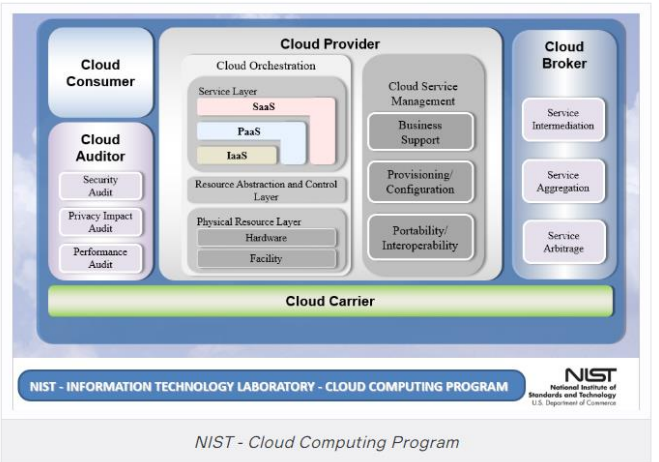 Cloud
Consumer
Cloud
Auditor
Security
Audit
Privacy Impact
Audit
Performance
Audit
Cloud Provider
Cloud Orchestration
Service Layer
SaaS
PaaS
IaaS
Resource Abstraction and Control
Layer
Physical Resource Layer
Hardware
Facility
Cloud Service
Management
Business
Support
Provisioning/
Configuration
Portability/
Interoperability
Cloud
Broker
Service
Intermediation
Service
Aggregation
Service
Arbitrage
Cloud Carrier
NIST - INFORMATION TECHNOLOGY LABORATORY - CLOUD COMPUTING PROGRAM
NIST
National Institute of
Standards and Technology
U.S. Department of Commerce
NIST - Cloud Computing Program